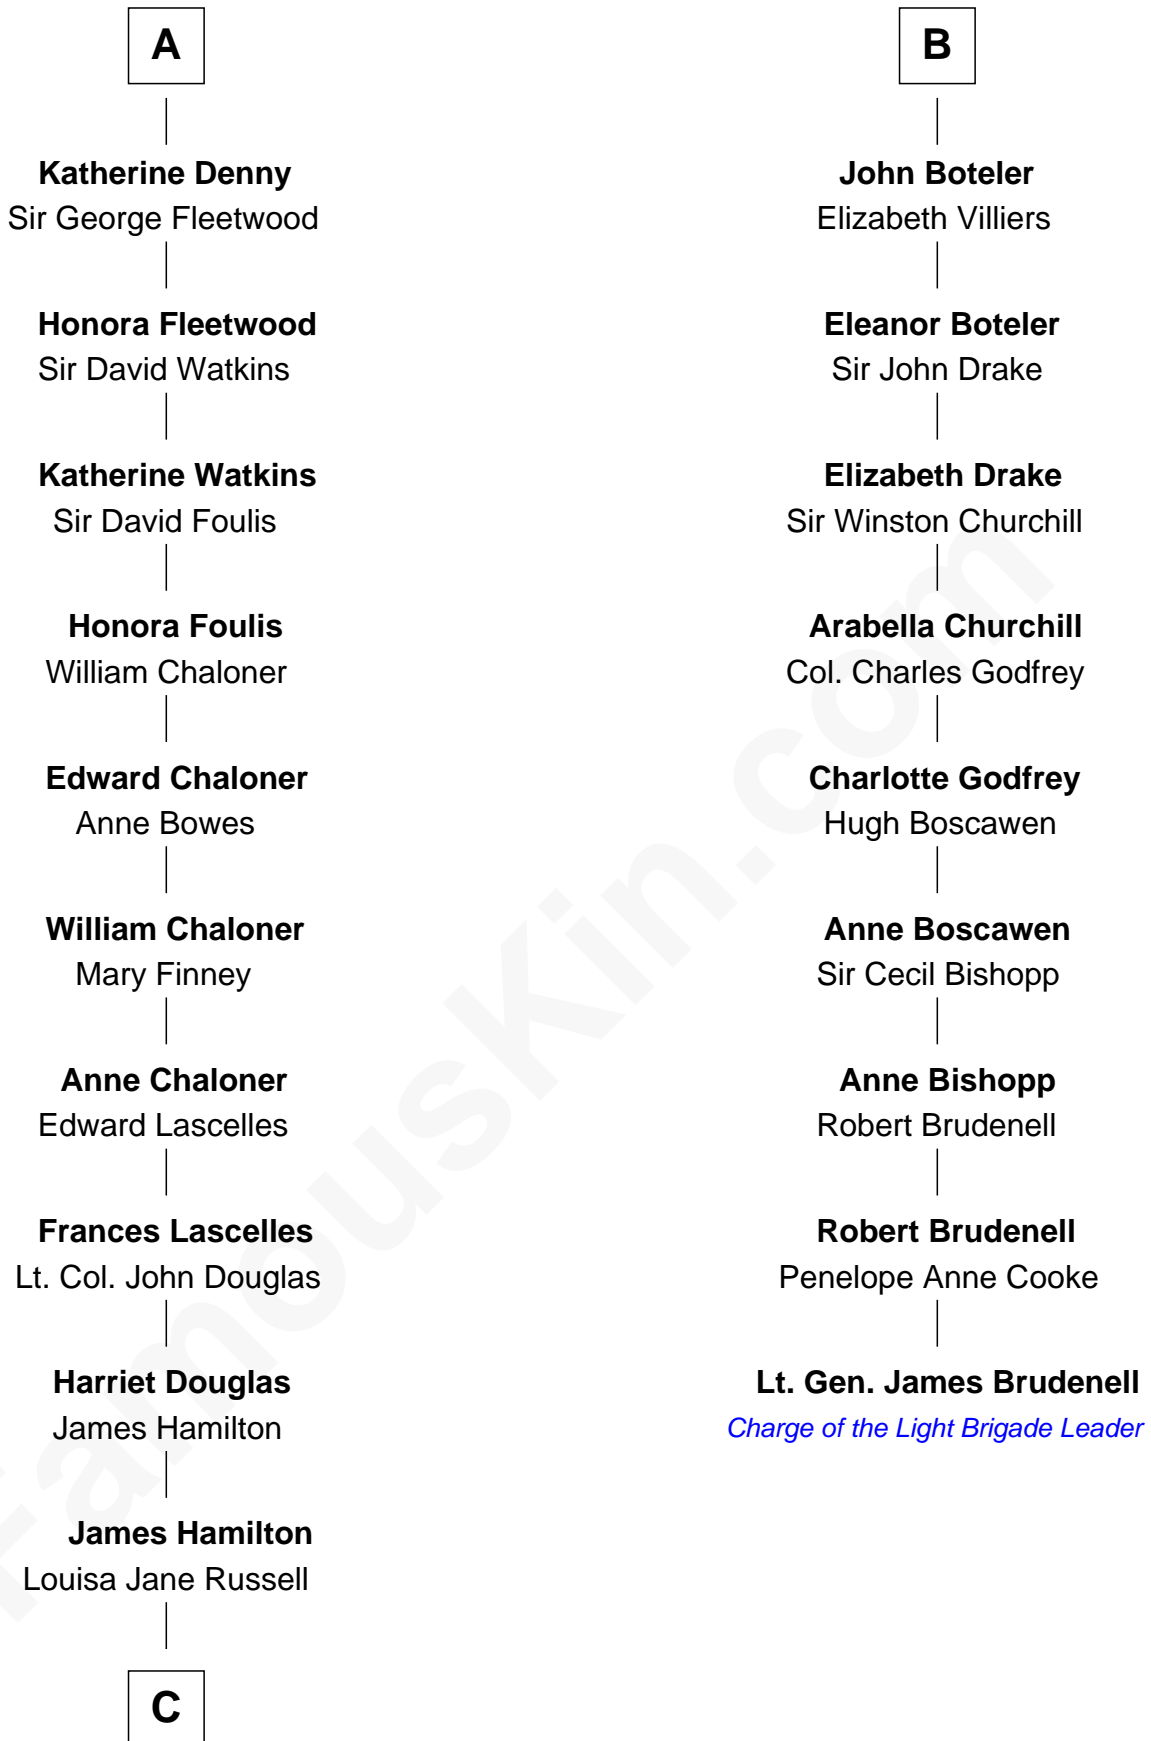 A
Katherine Denny
Sir George Fleetwood
Honora Fleetwood
Sir David Watkins
Katherine Watkins
Sir David Foulis
Honora Foulis
William Chaloner
Edward Chaloner
Anne Bowes
William Chaloner
Mary Finney
Anne Chaloner
Edward Lascelles
Frances Lascelles
Lt. Col. John Douglas
Harriet Douglas
James Hamilton
James Hamilton
Louisa Jane Russell
C
B
John Boteler
Elizabeth Villiers
Eleanor Boteler
Sir John Drake
Elizabeth Drake
Sir Winston Churchill
Arabella Churchill
Col. Charles Godfrey
Charlotte Godfrey
Hugh Boscawen
Anne Boscawen
Sir Cecil Bishopp
Anne Bishopp
Robert Brudenell
Robert Brudenell
Penelope Anne Cooke
Lt. Gen. James Brudenell
Charge of the Light Brigade Leader
FamousKin.com